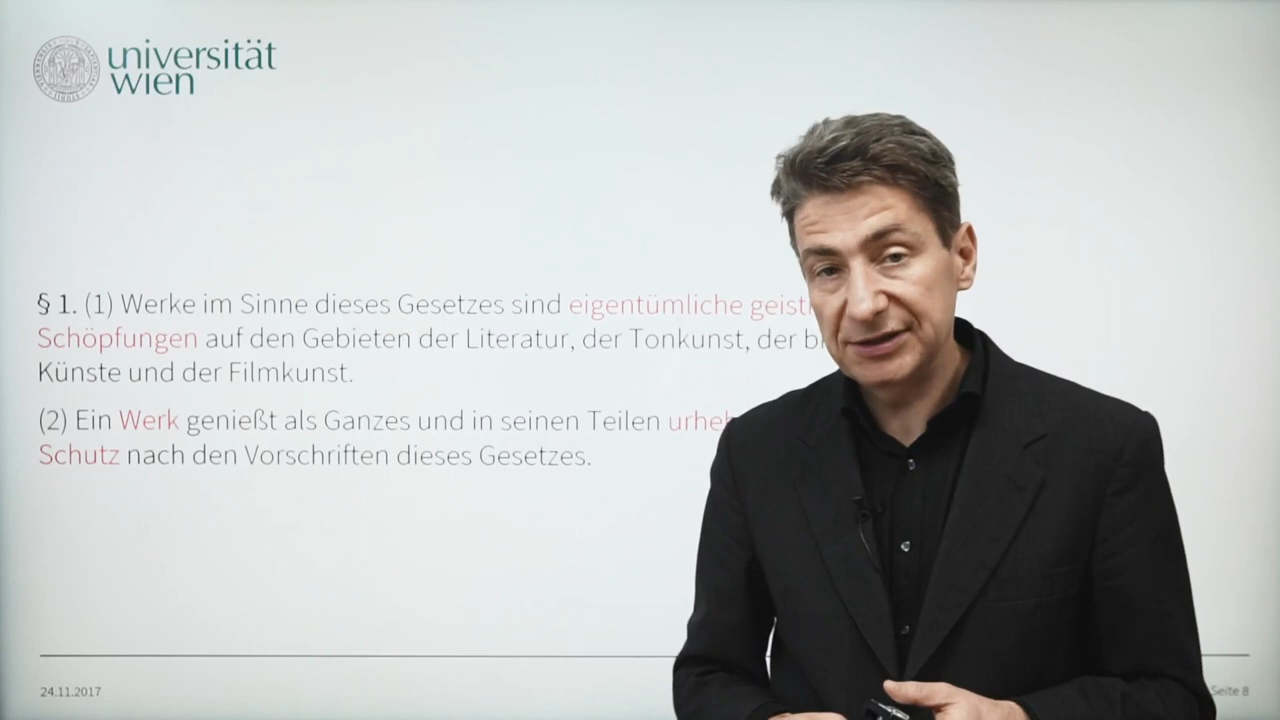 universität
wien
§ 1. (1) Werke im Sinne dieses Gesetzes sind eigentümliche
Schöpfungen auf den Gebieten der Literatur, der Tonkunst, der
Künste und der Filmkunst.
(2) Ein Werk genießt als Ganzes und in seinen Teilen
Schutz nach den Vorschriften dieses Gesetzes.
24.11.2017
Seite 8